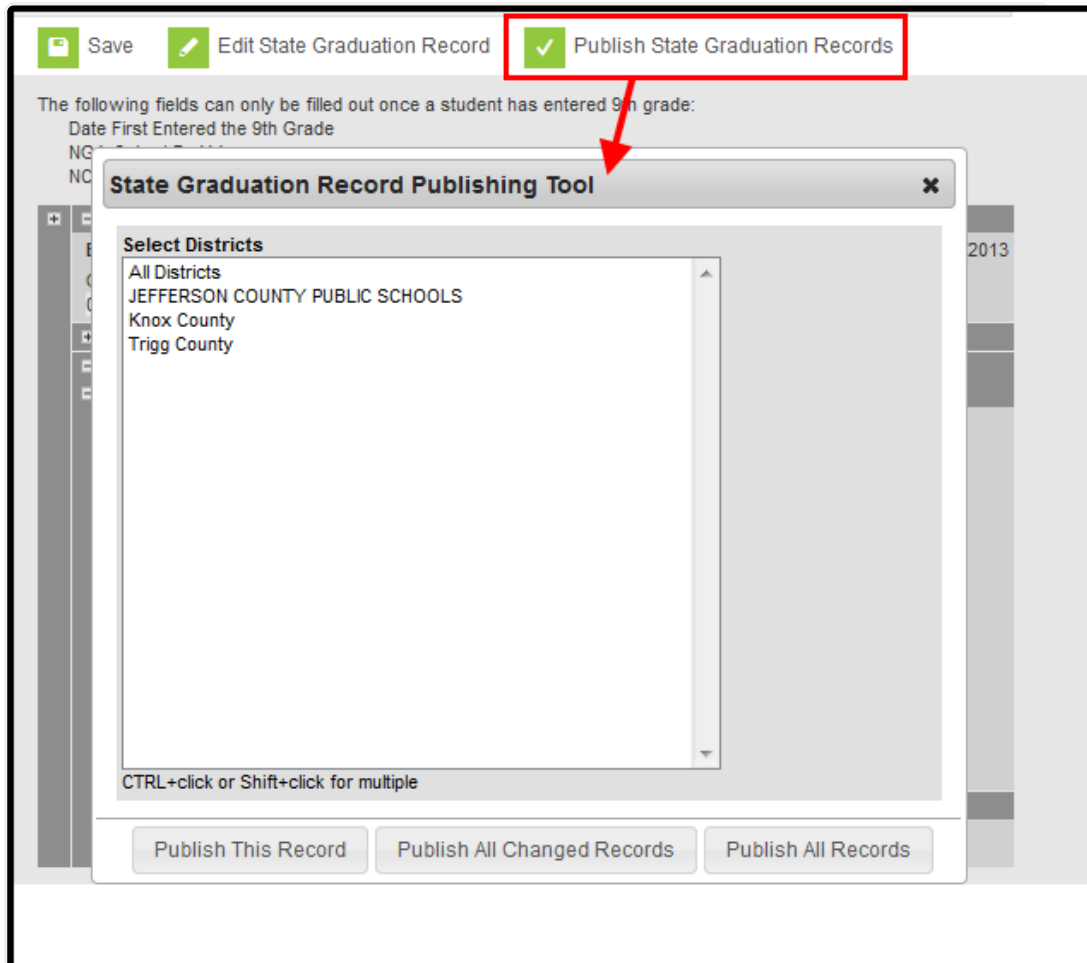 Save Edit State Graduation Record Publish State Graduation Records
The following fields can only be filled out once a student has entered 9th grade:
Date First Entered the 9th Grade
State Graduation Record Publishing Tool
Select Districts
2013
All Districts
JEFFERSON COUNTY PUBLIC SCHOOLS
Knox County
Trigg County
CTRL+click or Shift+click for multiple
Publish This Record Publish All Changed Records Publish All Records